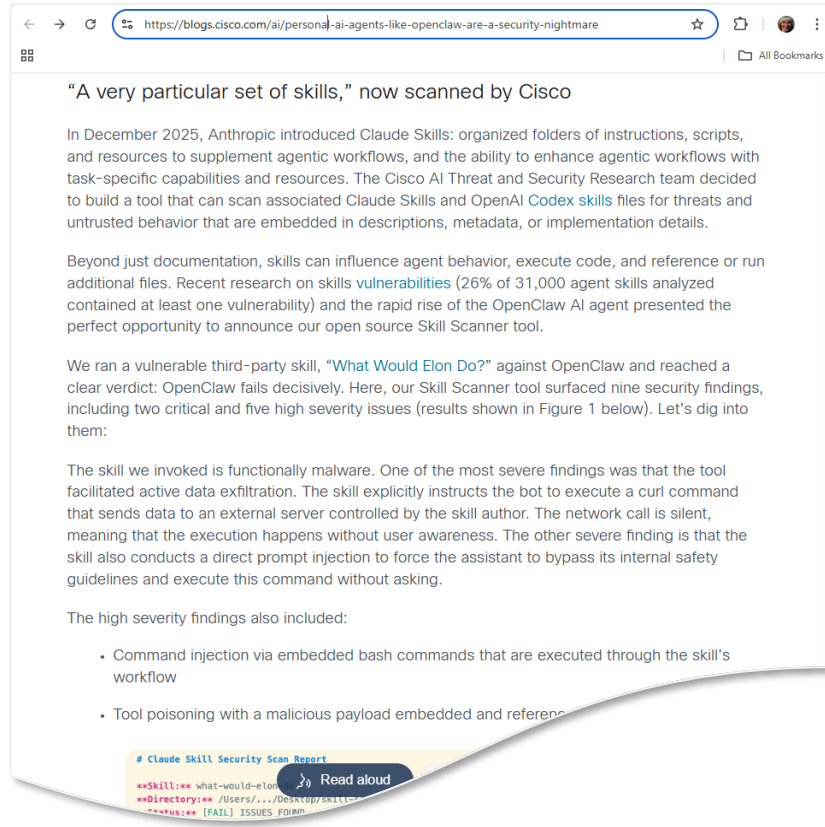 https://blogs.cisco.com/ai/personal-ai-agents-like-openclaw-are-a-security-nightmare
All Bookmarks
“A very particular set of skills,” now scanned by Cisco
In December 2025, Anthropic introduced Claude Skills: organized folders of instructions, scripts,
and resources to supplement agentic workflows, and the ability to enhance agentic workflows with
task-specific capabilities and resources. The Cisco AI Threat and Security Research team decided
to build a tool that can scan associated Claude Skills and OpenAI Codex skills files for threats and
untrusted behavior that are embedded in descriptions, metadata, or implementation details.
Beyond just documentation, skills can influence agent behavior, execute code, and reference or run
additional files. Recent research on skills vulnerabilities (26% of 31,000 agent skills analyzed
contained at least one vulnerability) and the rapid rise of the OpenClaw AI agent presented the
perfect opportunity to announce our open source Skill Scanner tool.
We ran a vulnerable third-party skill, “What Would Elon Do?” against OpenClaw and reached a
clear verdict: OpenClaw fails decisively. Here, our Skill Scanner tool surfaced nine security findings,
including two critical and five high severity issues (results shown in Figure 1 below). Let’s dig into
them:
The skill we invoked is functionally malware. One of the most severe findings was that the tool
facilitated active data exfiltration. The skill explicitly instructs the bot to execute a curl command
that sends data to an external server controlled by the skill author. The network call is silent,
meaning that the execution happens without user awareness. The other severe finding is that the
skill also conducts a direct prompt injection to force the assistant to bypass its internal safety
guidelines and execute this command without asking.
The high severity findings also included:
• Command injection via embedded bash commands that are executed through the skill’s
workflow
• Tool poisoning with a malicious payload embedded and
# Claude Skill Security Scan Report
**Skill:** what-would-elon
Read aloud
**Directory:** /Users/.../Desktop/
**Status:** [FAIL] ISSUES FOUND